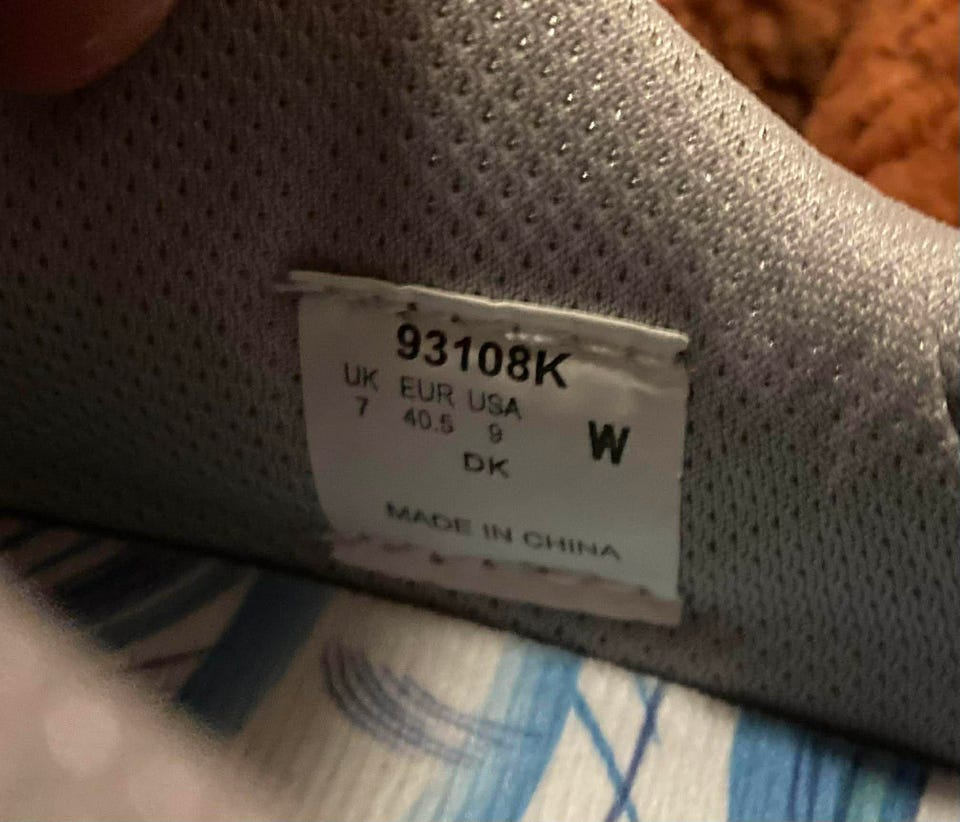 93108K
UK EUR USA
7 40.5 9
W
DK
MADE IN CHINA